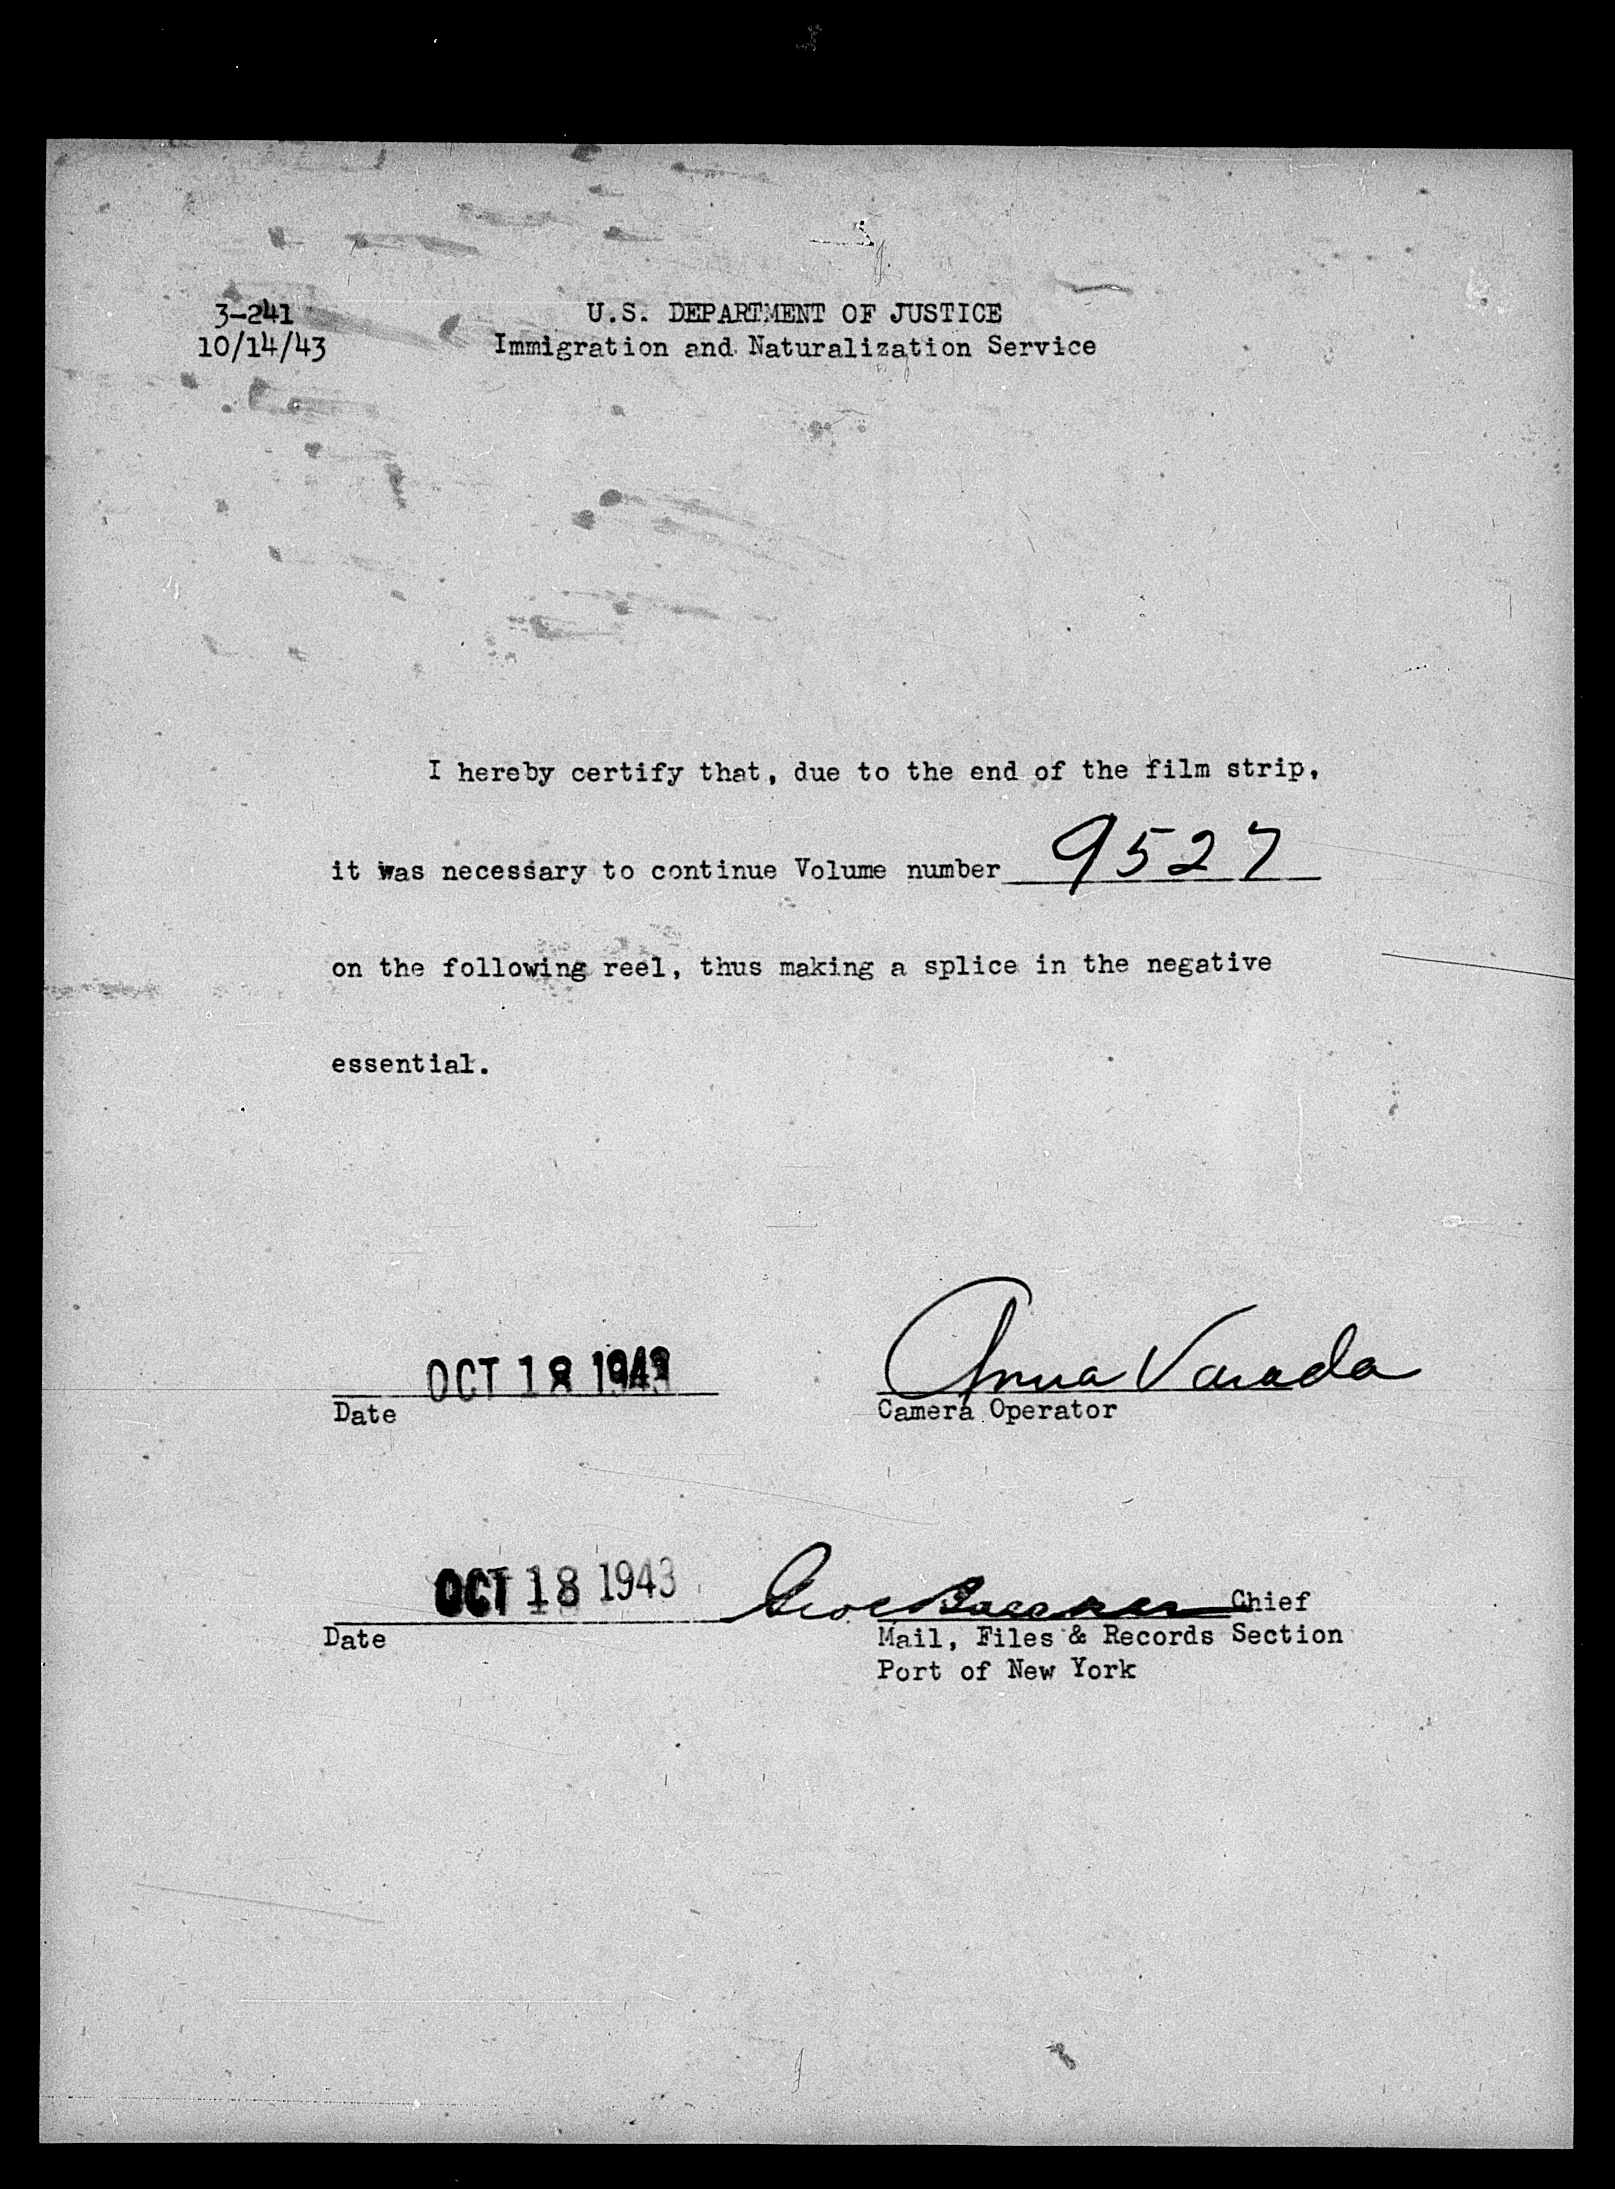 3-241
10/14/43
U.S. DEPARTMENT OF JUSTICE
Immigration and Naturalization Service
I hereby certify that, due to the end of the film strip,
it was necessary to continue Volume number 9527
on the following reel, thus making a splice in the negative
essential.
OCT 18 1943
Date
Anna Varada
Camera Operator
OCT 18 1943
Date
Chief
Mail, Files & Records Section
Port of New York